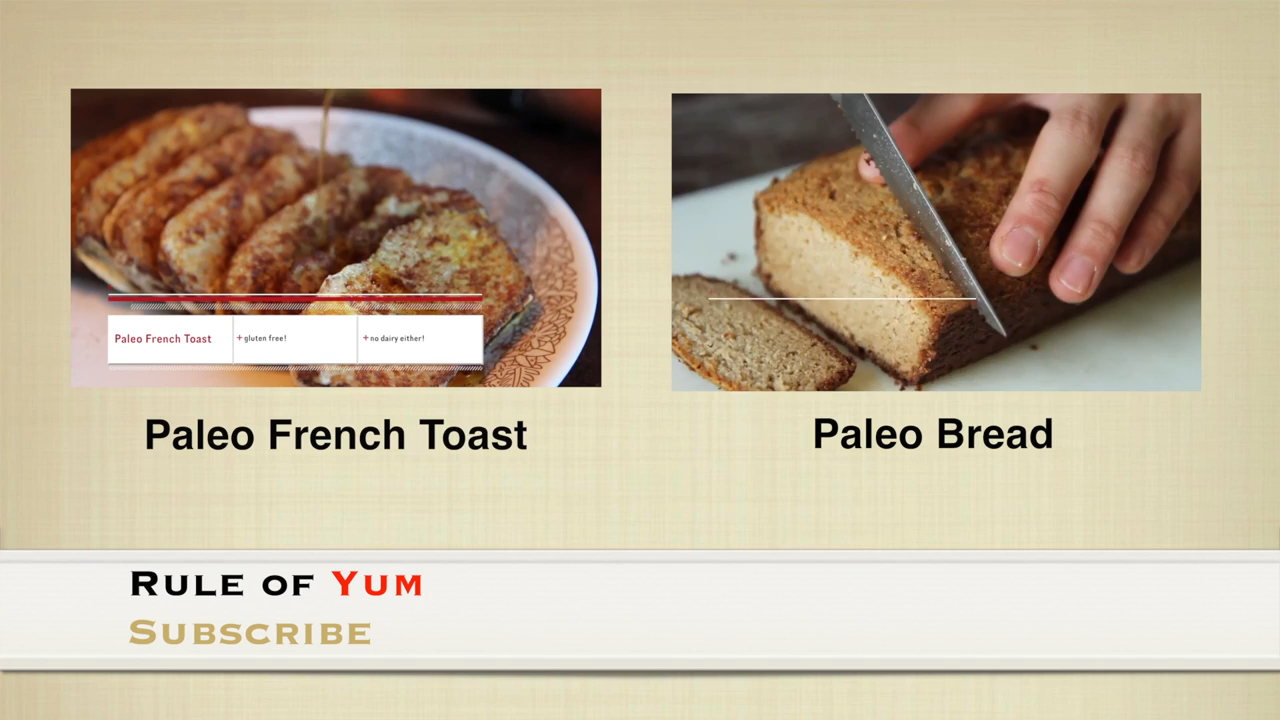 Paleo French Toast
+gluten free!
+no dairy either!
Paleo French Toast
Paleo Bread
Rule of Yum
Subscribe